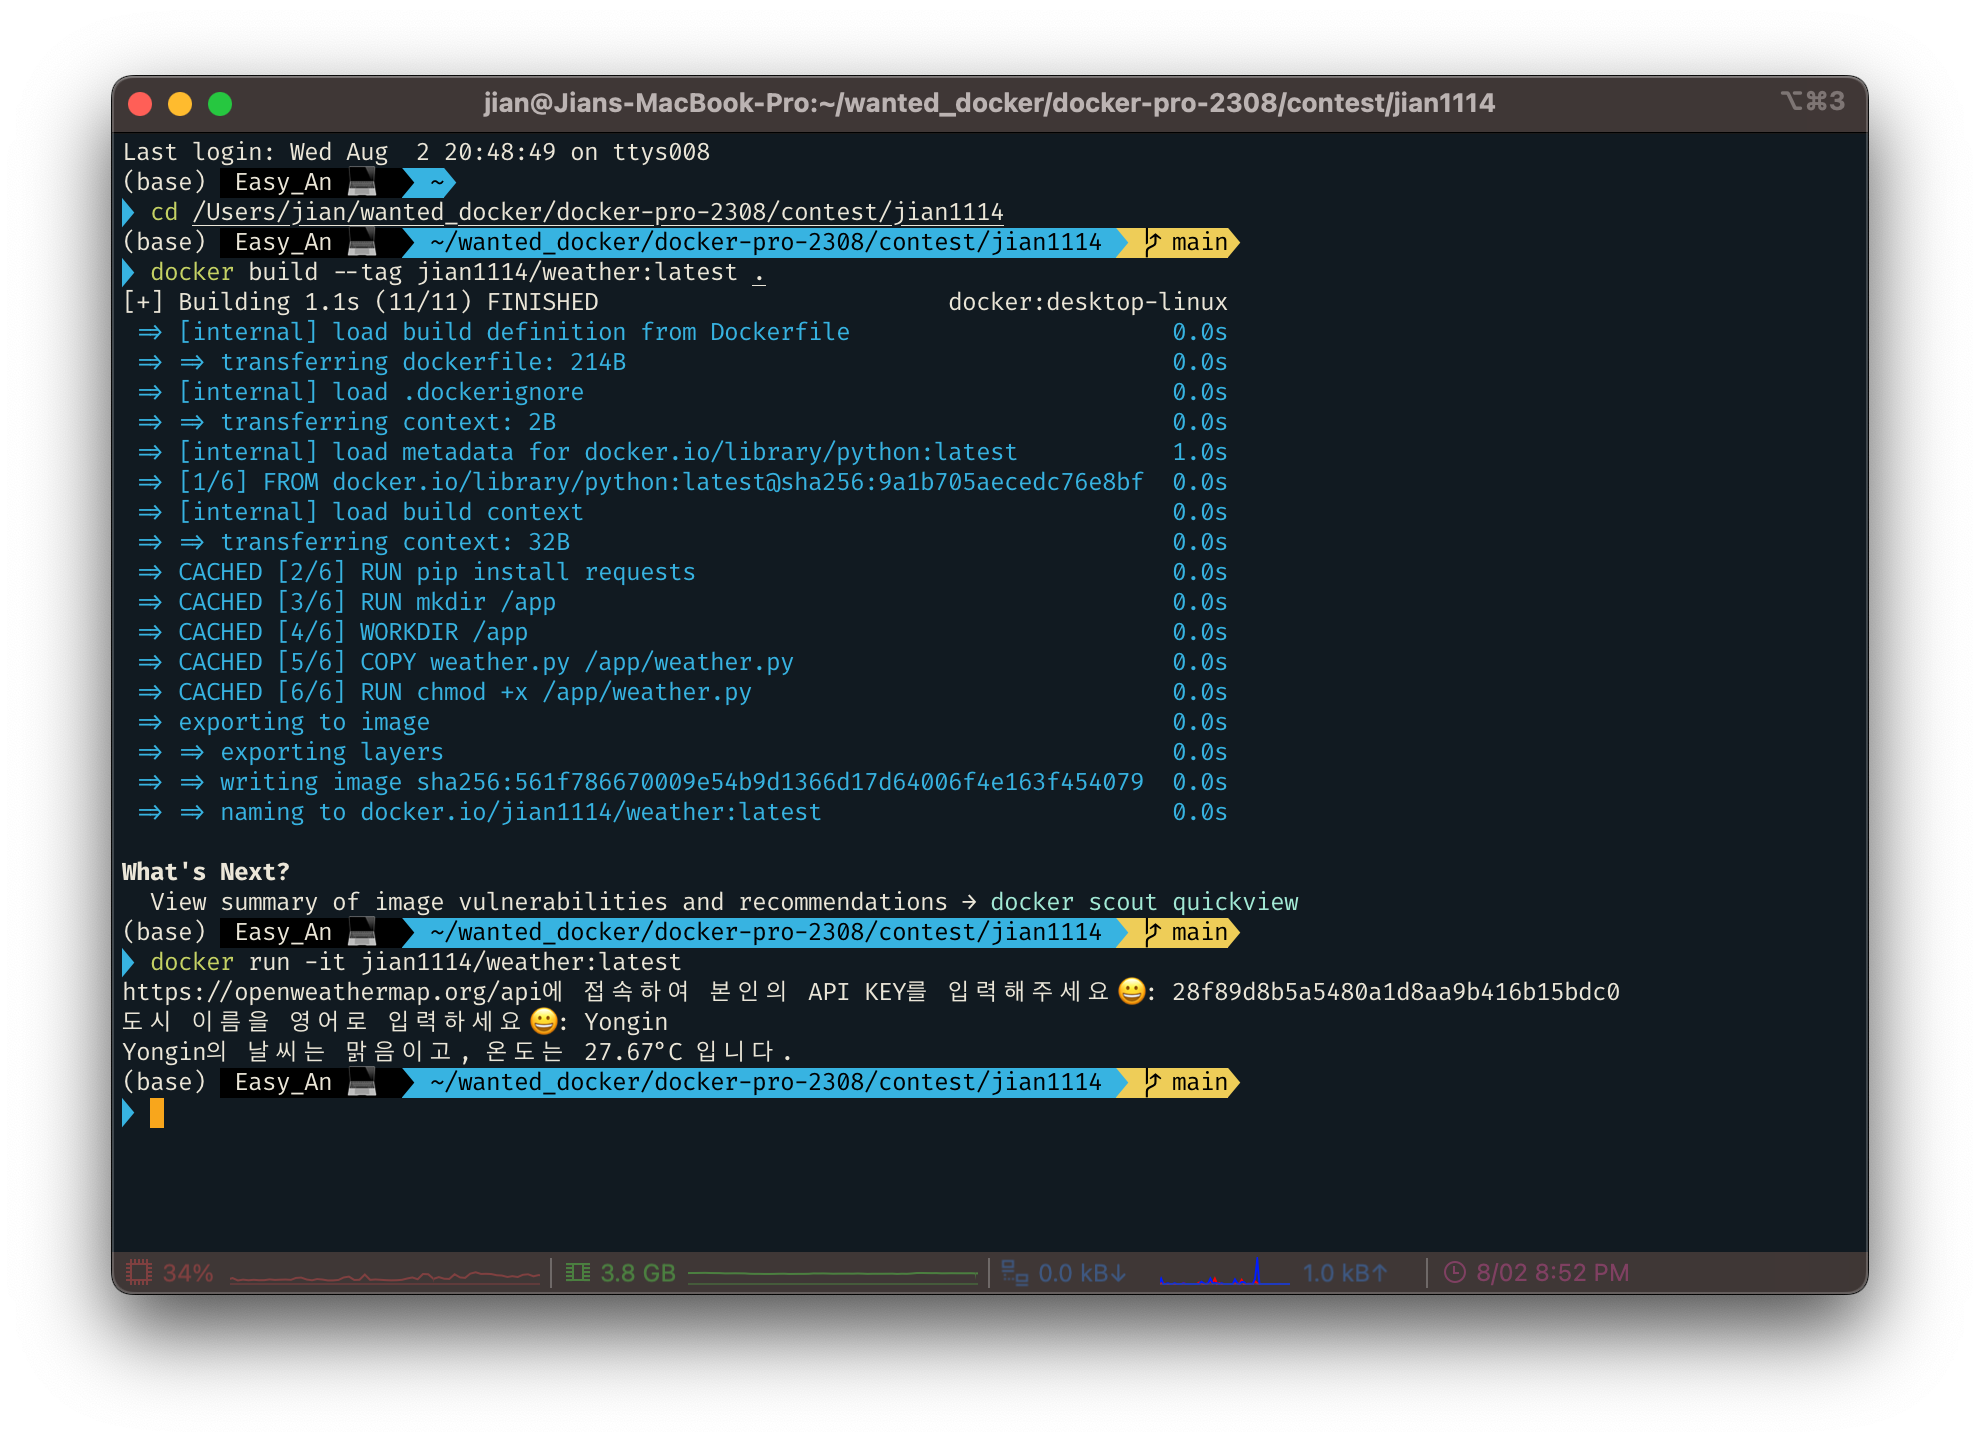 jian@Jians-MacBook-Pro:~/wanted_docker/docker-pro-2308/contest/jian1114 ⌥⌘3
Last login: Wed Aug  2 20:48:49 on ttys008
(base) Easy_An 💻 ~
cd /Users/jian/wanted_docker/docker-pro-2308/contest/jian1114
(base) Easy_An 💻 ~/wanted_docker/docker-pro-2308/contest/jian1114 main
docker build --tag jian1114/weather:latest .
[+] Building 1.1s (11/11) FINISHED docker:desktop-linux
=> [internal] load build definition from Dockerfile 0.0s
=> => transferring dockerfile: 214B 0.0s
=> [internal] load .dockerignore 0.0s
=> => transferring context: 2B 0.0s
=> [internal] load metadata for docker.io/library/python:latest 1.0s
=> [1/6] FROM docker.io/library/python:latest@sha256:9a1b705aecedc76e8bf 0.0s
=> [internal] load build context 0.0s
=> => transferring context: 32B 0.0s
=> CACHED [2/6] RUN pip install requests 0.0s
=> CACHED [3/6] RUN mkdir /app 0.0s
=> CACHED [4/6] WORKDIR /app 0.0s
=> CACHED [5/6] COPY weather.py /app/weather.py 0.0s
=> CACHED [6/6] RUN chmod +x /app/weather.py 0.0s
=> exporting to image 0.0s
=> => exporting layers 0.0s
=> => writing image sha256:561f786670009e54b9d1366d17d64006f4e163f454079 0.0s
=> => naming to docker.io/jian1114/weather:latest 0.0s
What's Next?
View summary of image vulnerabilities and recommendations → docker scout quickview
(base) Easy_An 💻 ~/wanted_docker/docker-pro-2308/contest/jian1114 main
docker run -it jian1114/weather:latest
https://openweathermap.org/api에 접속하여 본인의 API KEY를 입력해주세요😀: 28f89d8b5a5480a1d8aa9b416b15bdc0
도시 이름을 영어로 입력하세요😀: Yongin
Yongin의 날씨는 맑음이고, 온도는 27.67°C 입니다.
(base) Easy_An 💻 ~/wanted_docker/docker-pro-2308/contest/jian1114 main
34% 3.8 GB 0.0 kB↓ 1.0 kB↑ 8/02 8:52 PM